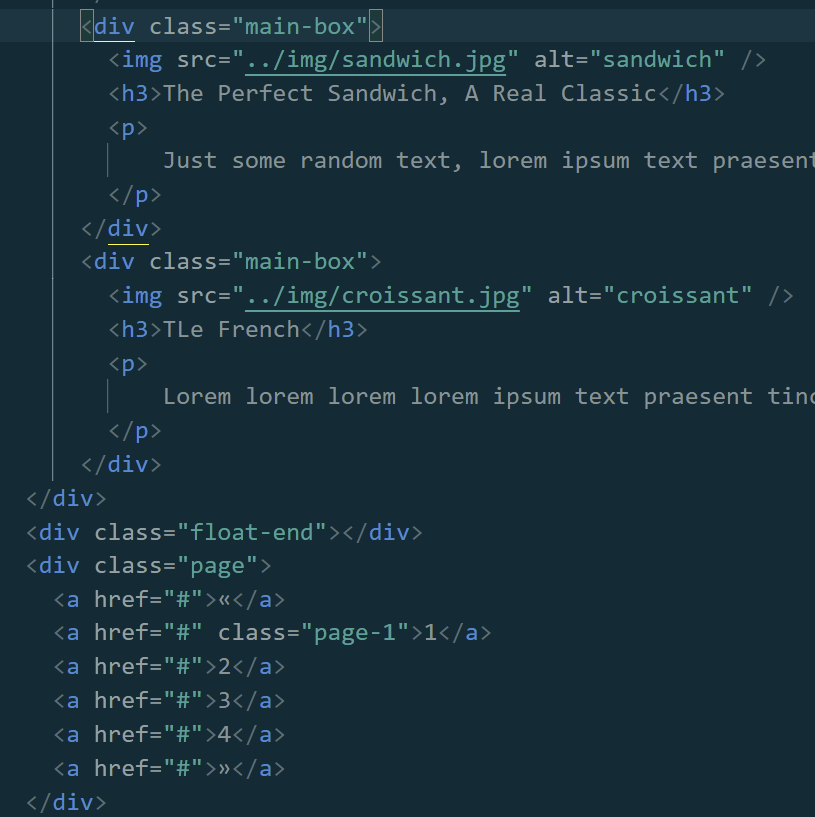 <div class="main-box">
<img src="../img/sandwich.jpg" alt="sandwich" />
<h3>The Perfect Sandwich, A Real Classic</h3>
<p>
Just some random text, lorem ipsum text praesent
</p>
</div>
<div class="main-box">
<img src="../img/croissant.jpg" alt="croissant" />
<h3>TLe French</h3>
<p>
Lorem lorem lorem lorem ipsum text praesent tinc
</p>
</div>
</div>
<div class="float-end"></div>
<div class="page">
<a href="#">«</a>
<a href="#" class="page-1">1</a>
<a href="#">2</a>
<a href="#">3</a>
<a href="#">4</a>
<a href="#">»</a>
</div>